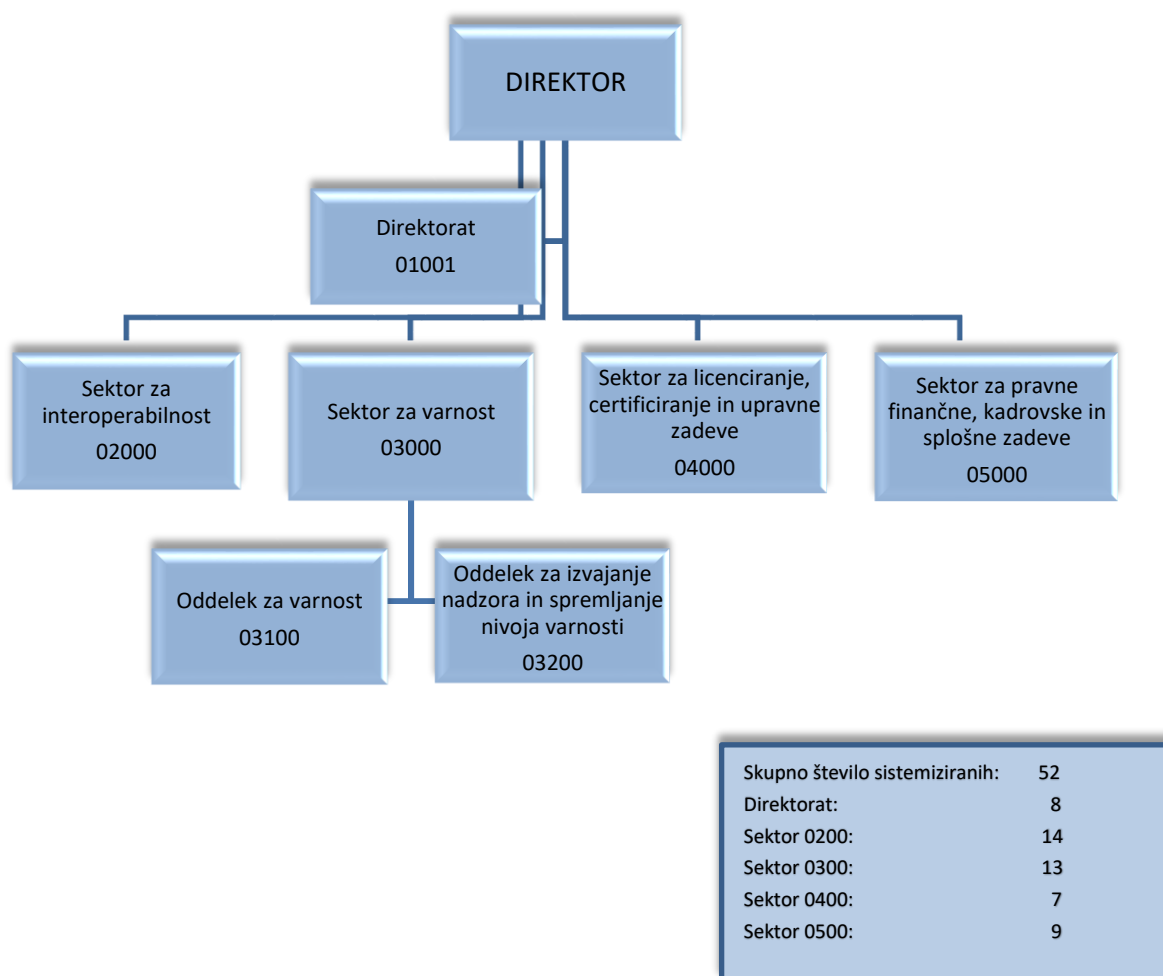 DIREKTOR
Direktorat
01001
Sektor za
interoperabilnost
02000
Sektor za varnost
03000
Sektor za licenciranje,
certificiranje in upravne
zadeve
04000
Sektor za pravne
finančne, kadrovske in
splošne zadeve
05000
Oddelek za varnost
03100
Oddelek za izvajanje
nadzora in spremljanje
nivoja varnosti
03200
Skupno število sistemiziranih: 52
Direktorat: 8
Sektor 0200: 14
Sektor 0300: 13
Sektor 0400: 7
Sektor 0500: 9